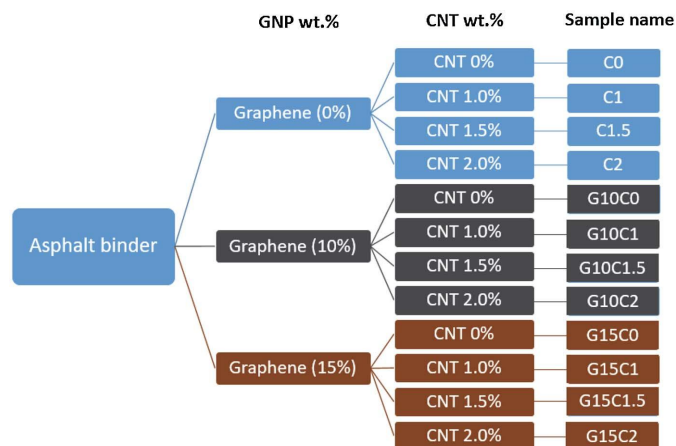 GNP wt.% CNT wt.% Sample name
CNT 0% C0
CNT 1.0% C1
Graphene (0%)
CNT 1.5% C1.5
CNT 2.0% C2
CNT 0% G10C0
CNT 1.0% G10C1
Asphalt binder Graphene (10%)
CNT 1.5% G10C1.5
CNT 2.0% G10C2
CNT 0% G15C0
CNT 1.0% G15C1
Graphene (15%)
CNT 1.5% G15C1.5
CNT 2.0% G15C2